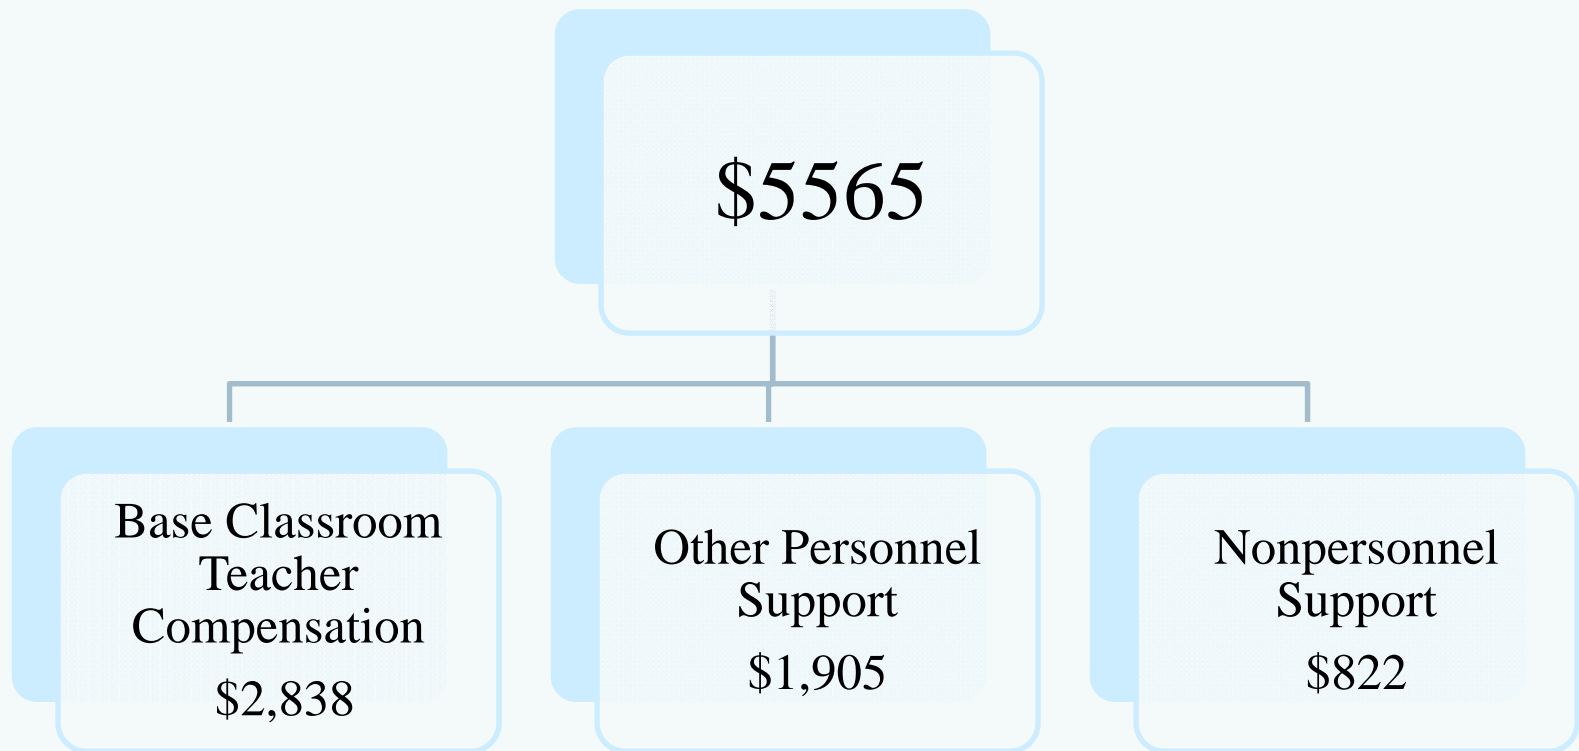 $5565
Base Classroom
Teacher
Compensation
$2,838
Other Personnel
Support
$1,905
Nonpersonnel
Support
$822